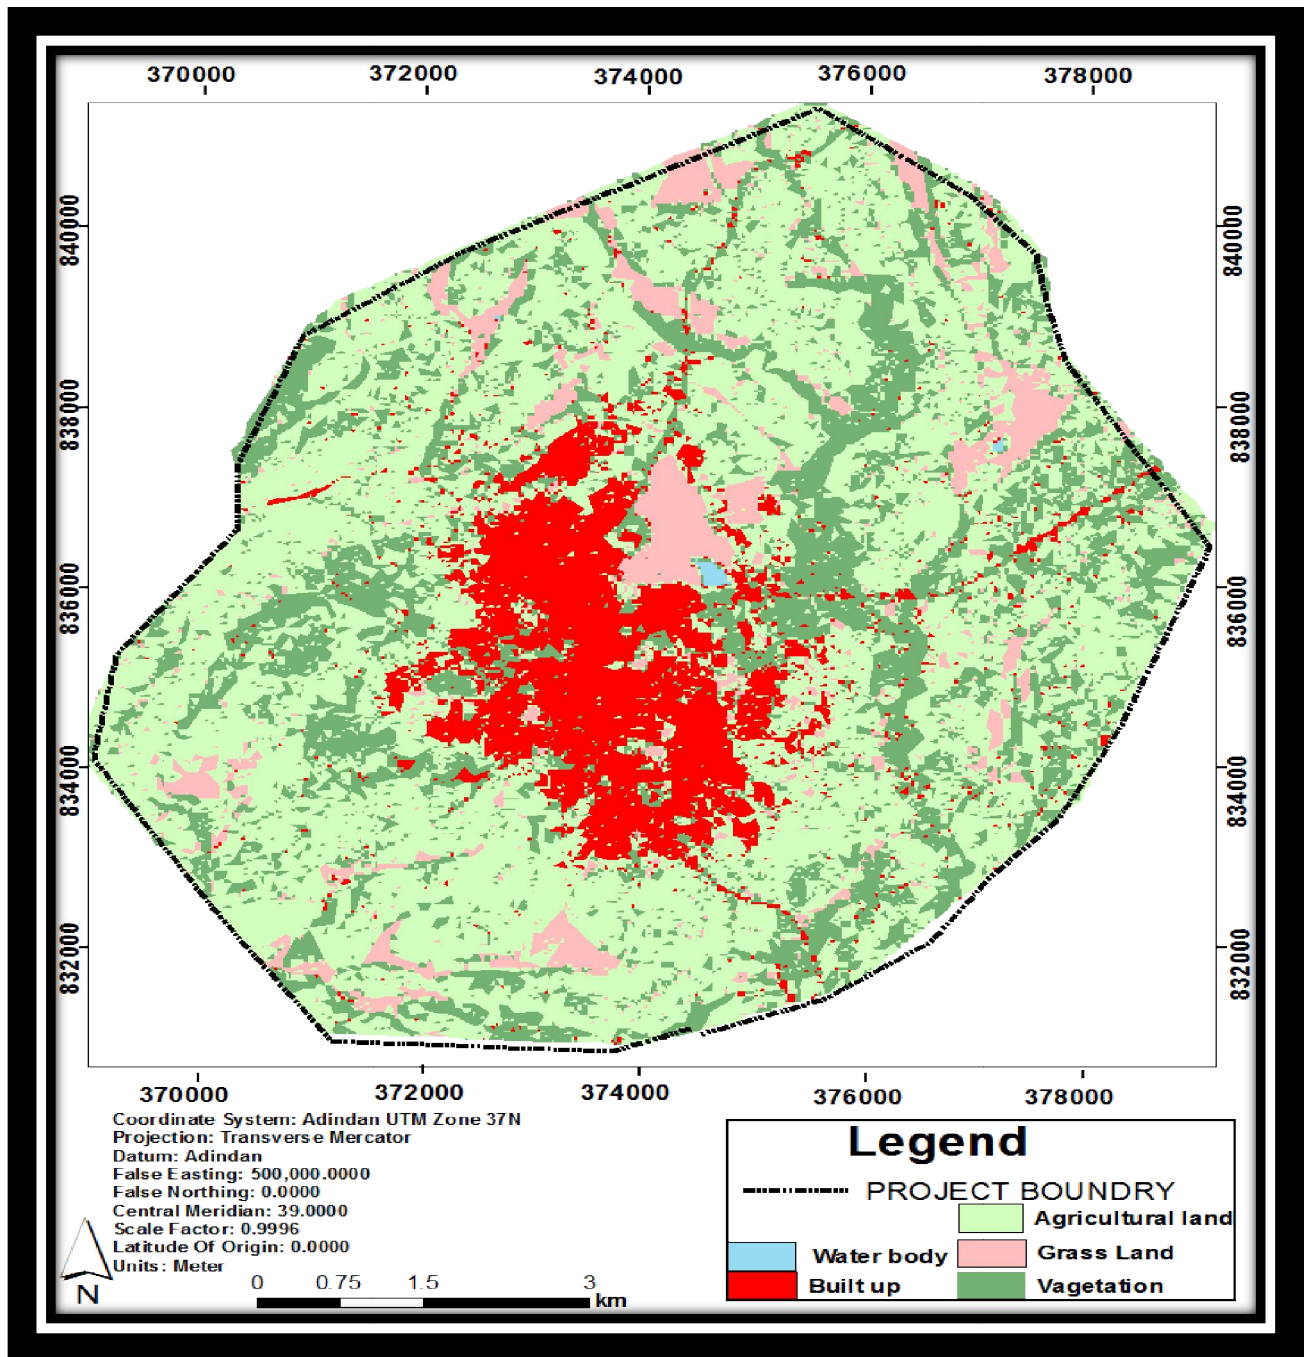 370000 372000 374000 376000 378000
840000 840000
838000 838000
836000 836000
834000 834000
832000 832000
370000 372000 374000 376000 378000
Coordinate System: Adindan UTM Zone 37N
Projection: Transverse Mercator
Datum: Adindan
False Easting: 500,000.0000
False Northing: 0.0000
Central Meridian: 39.0000
Scale Factor: 0.9996
Latitude Of Origin: 0.0000
Units: Meter
N
0 0.75 1.5 3
km
Legend
PROJECT BOUNDRY
Agricultural land
Water body Grass Land
Built up Vagetation